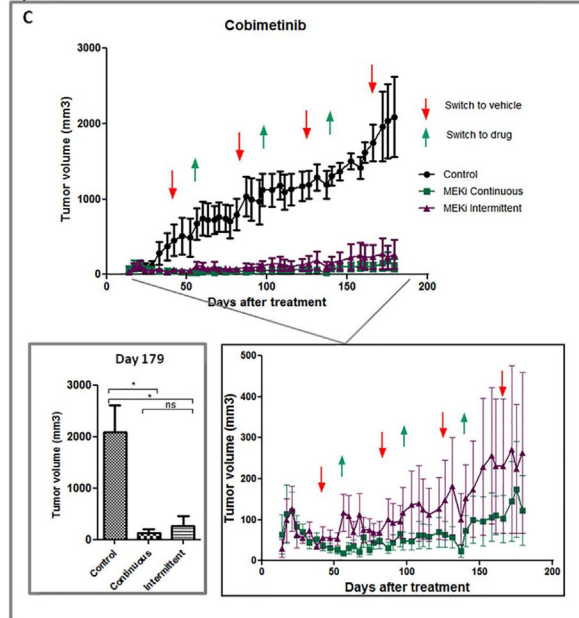 C
Cobimetinib
Tumor volume (mm3)
3000
2000
1000
0
0 50 100 150 200
Days after treatment
Switch to vehicle
Switch to drug
Control
MEKi Continuous
MEKi Intermittent
Day 179
Tumor volume (mm3)
3000
2000
1000
0
*
*
ns
Control
Continuous
Intermittent
Tumor volume (mm3)
500
400
300
200
100
0
0 50 100 150 200
Days after treatment